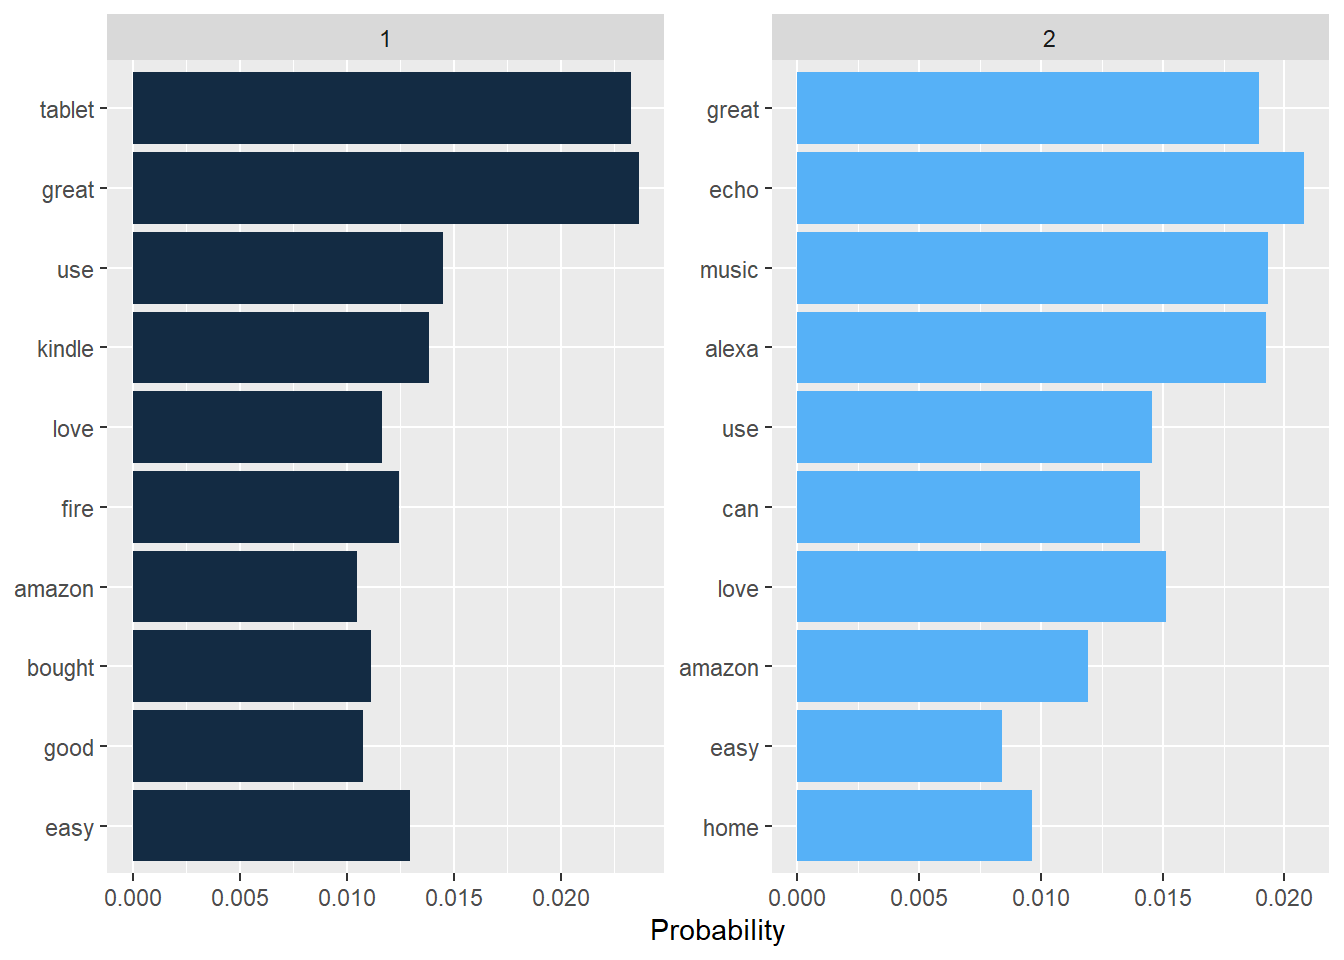 1
tablet
great
use
kindle
love
fire
amazon
bought
good
easy
0.000 0.005 0.010 0.015 0.020
2
great
echo
music
alexa
use
can
love
amazon
easy
home
0.000 0.005 0.010 0.015 0.020
Probability